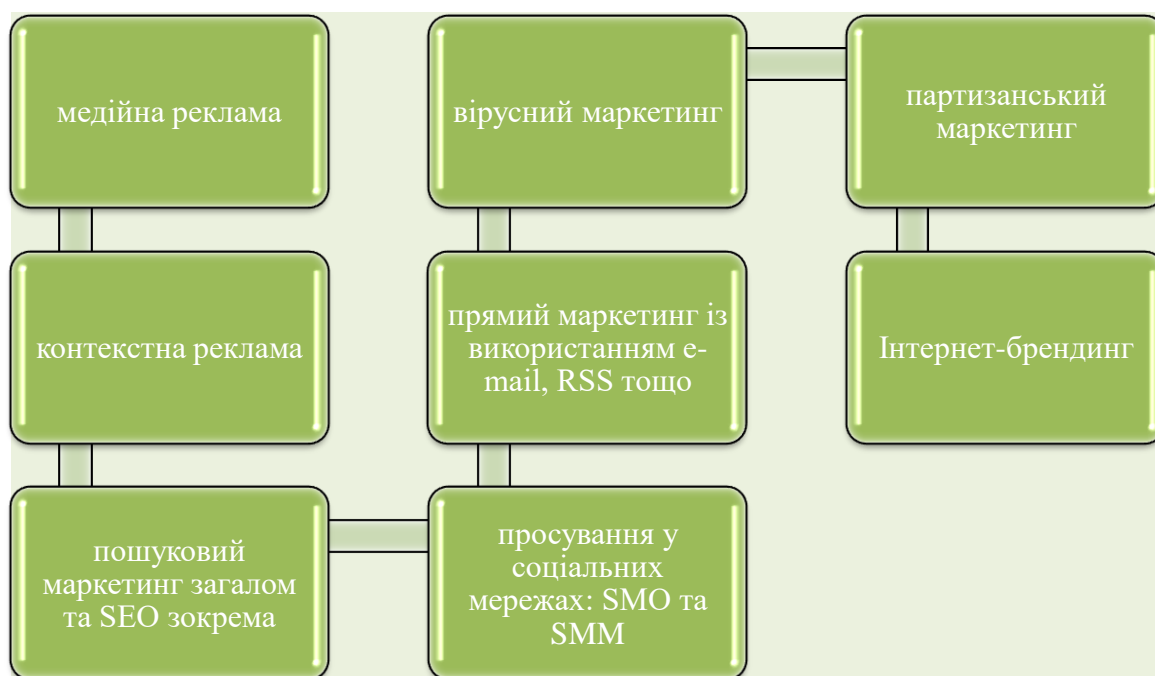 медійна реклама
контекстна реклама
пошуковий
маркетинг загалом
та SEO зокрема
просування у
соціальних
мережах: SMO та
SMM
прямий маркетинг із
використанням e-
mail, RSS тощо
вірусний маркетинг
партизанський
маркетинг
Інтернет-брендинг